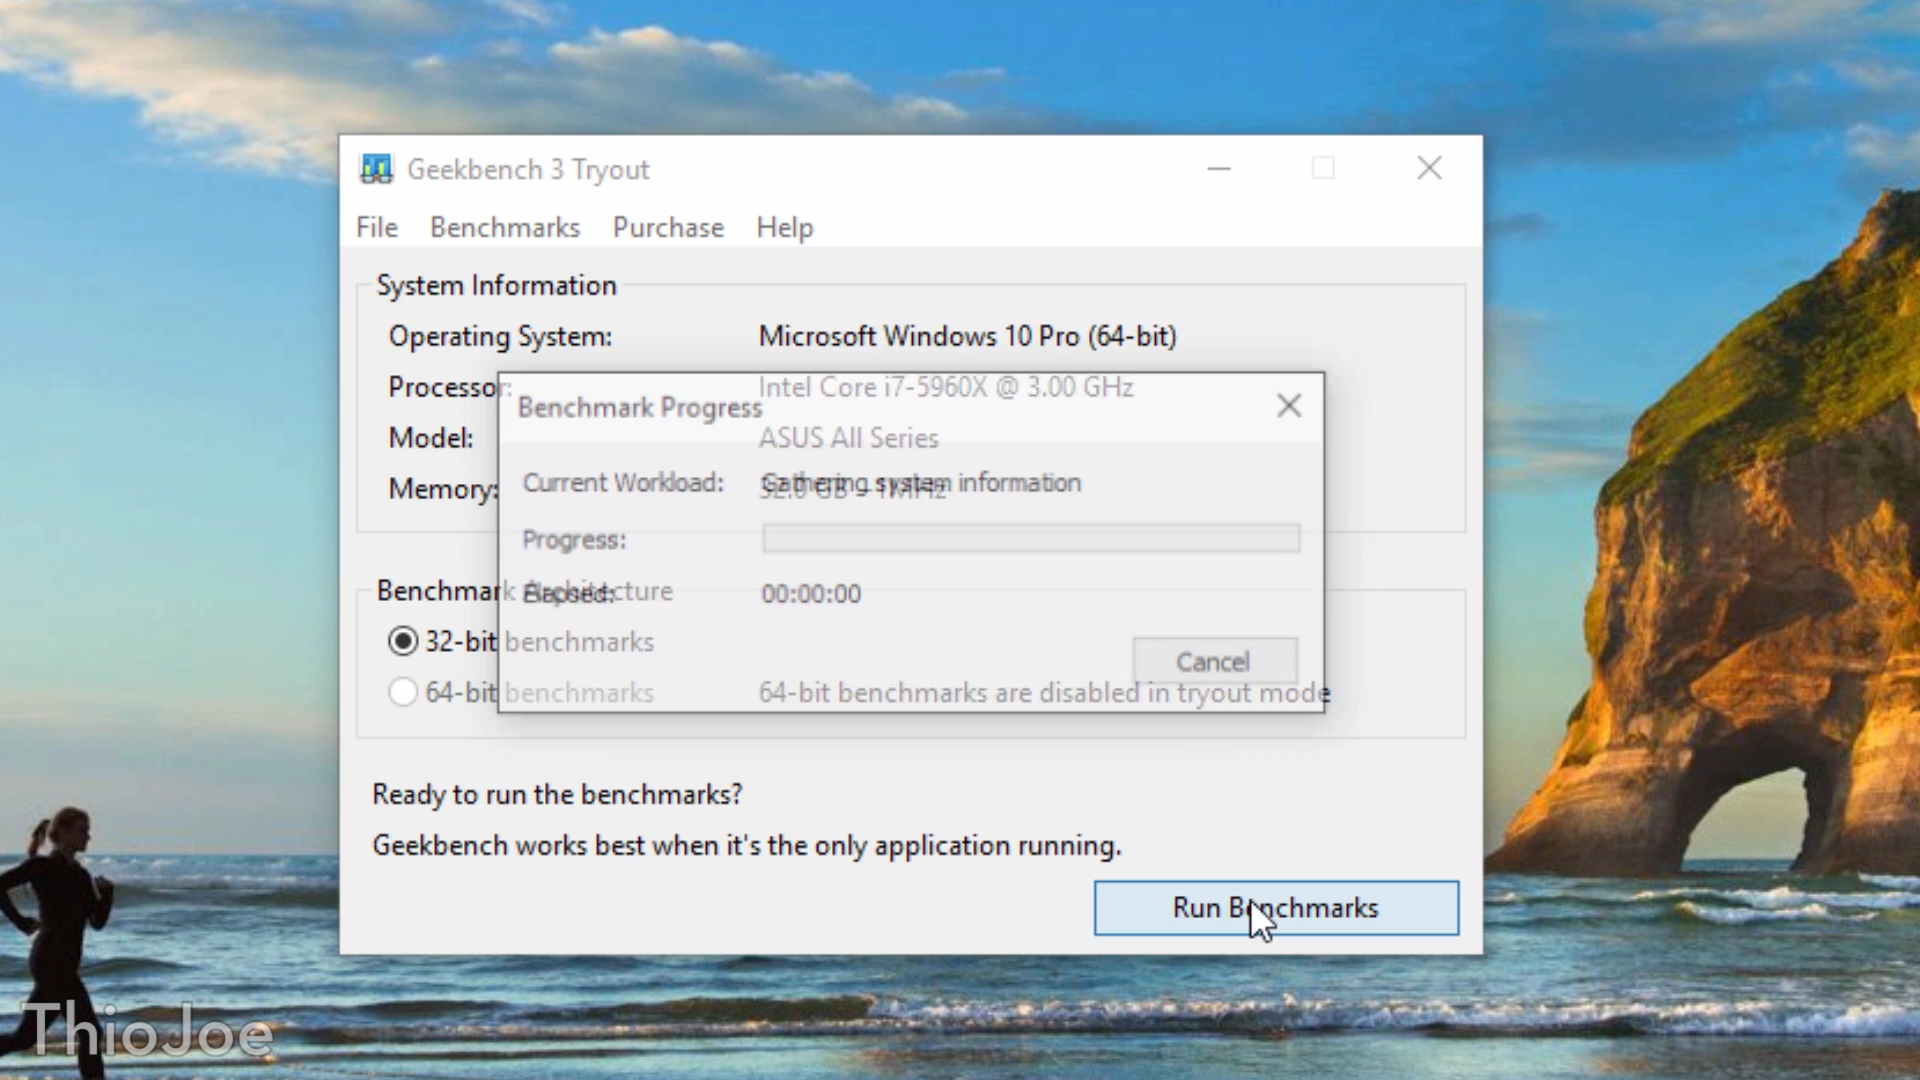 Geekbench 3 Tryout
File Benchmarks Purchase Help
System Information
Operating System: Microsoft Windows 10 Pro (64-bit)
Processor: Intel Core i7-5960X @ 3.00 GHz
Benchmark Progress
Model: ASUS All Series
Memory: 32.0 GB
Current Workload: Gathering system information
Progress:
Benchmark Architecture
Elapsed: 00:00:00
32-bit benchmarks
Cancel
64-bit benchmarks 64-bit benchmarks are disabled in tryout mode
Ready to run the benchmarks?
Geekbench works best when it's the only application running.
Run Benchmarks
ThioJoe